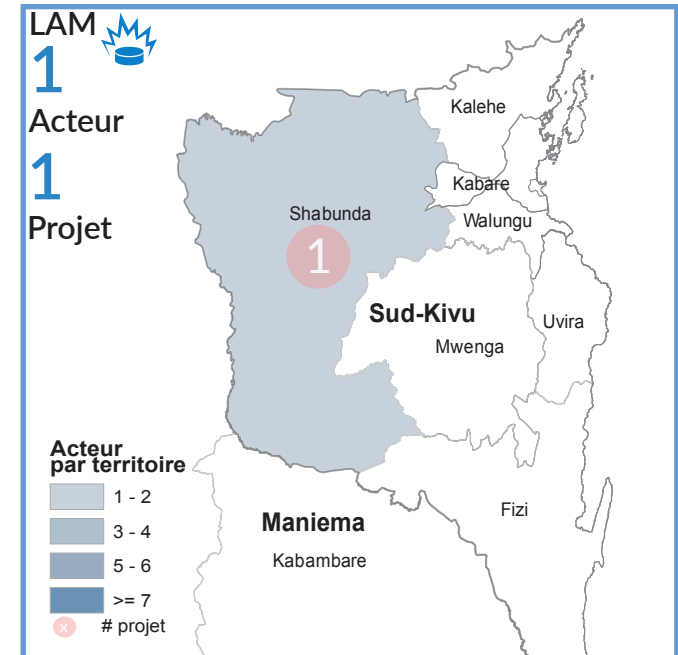 LAM
1
Acteur
1
Projet
Kalehe
Kabare
Shabunda
Walungu
1
Sud-Kivu
Uvira
Mwenga
Acteur
par territoire
1 - 2
3 - 4
5 - 6
>= 7
x # projet
Maniema
Kabambare
Fizi